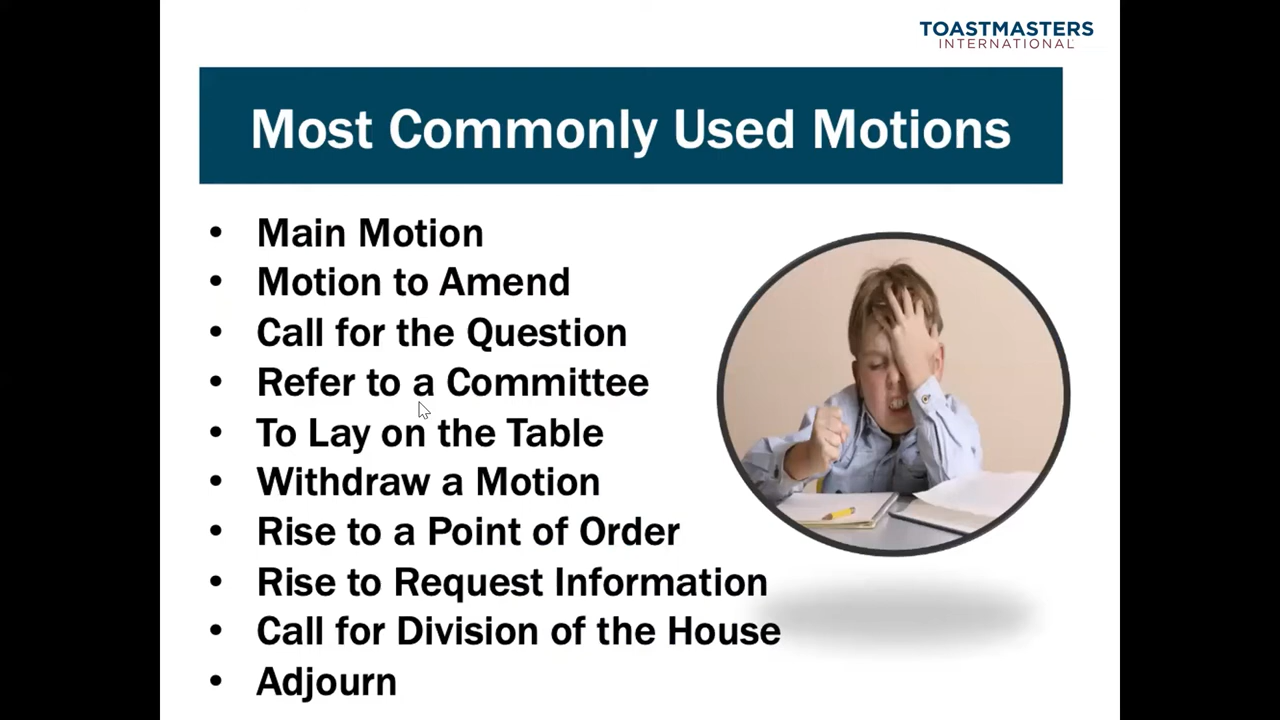 TOASTMASTERS
INTERNATIONAL
Most Commonly Used Motions
• Main Motion
• Motion to Amend
• Call for the Question
• Refer to a Committee
• To Lay on the Table
• Withdraw a Motion
• Rise to a Point of Order
• Rise to Request Information
• Call for Division of the House
• Adjourn